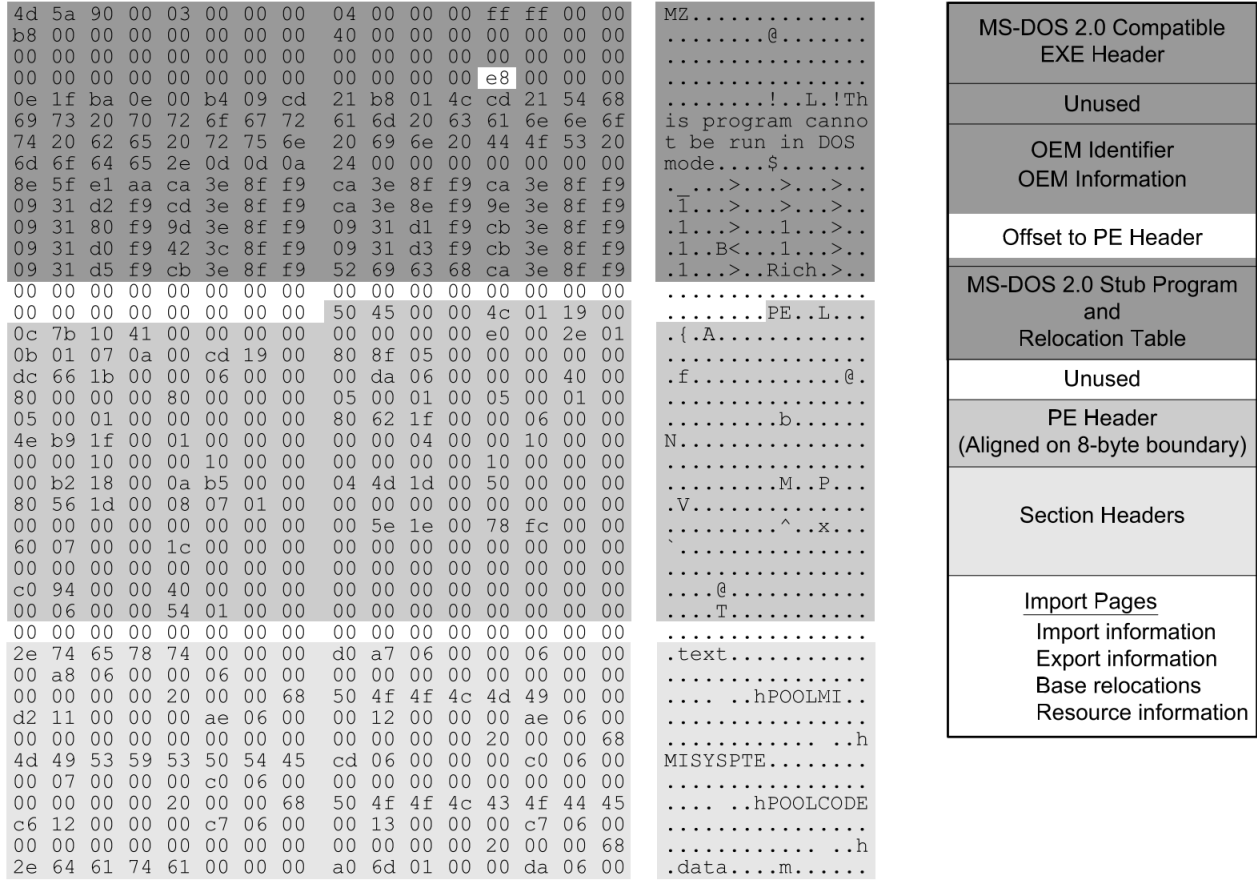 4d 5a 90 00 03 00 00 00 04 00 00 00 ff ff 00 00 MZ..............
b8 00 00 00 00 00 00 00 40 00 00 00 00 00 00 00 ........@.......
00 00 00 00 00 00 00 00 00 00 00 00 00 00 00 00 ................
00 00 00 00 00 00 00 00 00 00 00 00 e8 00 00 00 ................
0e 1f ba 0e 00 b4 09 cd 21 b8 01 4c cd 21 54 68 ........!..L.!Th
69 73 20 70 72 6f 67 72 61 6d 20 63 61 6e 6e 6f is program canno
74 20 62 65 20 72 75 6e 20 69 6e 20 44 4f 53 20 t be run in DOS
6d 6f 64 65 2e 0d 0d 0a 24 00 00 00 00 00 00 00 mode....$.......
8e 5f e1 aa ca 3e 8f f9 ca 3e 8f f9 ca 3e 8f f9 ._...>...>...>..
09 31 d2 f9 cd 3e 8f f9 ca 3e 8e f9 9e 3e 8f f9 .1...>...>...>..
09 31 80 f9 9d 3e 8f f9 09 31 d1 f9 cb 3e 8f f9 .1...>...1...>..
09 31 d0 f9 42 3c 8f f9 09 31 d3 f9 cb 3e 8f f9 .1..B<...1...>..
09 31 d5 f9 cb 3e 8f f9 52 69 63 68 ca 3e 8f f9 .1...>..Rich.>..
00 00 00 00 00 00 00 00 00 00 00 00 00 00 00 00 ................
00 00 00 00 00 00 00 00 50 45 00 00 4c 01 19 00 ........PE..L...
0c 7b 10 41 00 00 00 00 00 00 00 00 e0 00 2e 01 .{.A............
0b 01 07 0a 00 cd 19 00 80 8f 05 00 00 00 00 00 ................
dc 66 1b 00 00 06 00 00 00 da 06 00 00 00 40 00 .f............@.
80 00 00 00 80 00 00 00 05 00 01 00 05 00 01 00 ................
05 00 01 00 00 00 00 00 80 62 1f 00 00 06 00 00 .........b......
4e b9 1f 00 01 00 00 00 00 00 04 00 00 10 00 00 N...............
00 00 10 00 00 10 00 00 00 00 00 00 10 00 00 00 ................
00 b2 18 00 0a b5 00 00 04 4d 1d 00 50 00 00 00 .........M..P...
80 56 1d 00 08 07 01 00 00 00 00 00 00 00 00 00 .V..............
00 00 00 00 00 00 00 00 00 5e 1e 00 78 fc 00 00 .........^..x...
60 07 00 00 1c 00 00 00 00 00 00 00 00 00 00 00 `...............
00 00 00 00 00 00 00 00 00 00 00 00 00 00 00 00 ................
c0 94 00 00 40 00 00 00 00 00 00 00 00 00 00 00 ....@...........
00 06 00 00 54 01 00 00 00 00 00 00 00 00 00 00 ....T...........
00 00 00 00 00 00 00 00 00 00 00 00 00 00 00 00 ................
2e 74 65 78 74 00 00 00 d0 a7 06 00 00 06 00 00 .text...........
00 a8 06 00 00 06 00 00 00 00 00 00 00 00 00 00 ................
00 00 00 00 20 00 00 68 50 4f 4f 4c 4d 49 00 00 .... ..hPOOLMI..
d2 11 00 00 00 ae 06 00 00 12 00 00 00 ae 06 00 ................
00 00 00 00 00 00 00 00 00 00 00 00 20 00 00 68 ............ ..h
4d 49 53 59 53 50 54 45 cd 06 00 00 00 c0 06 00 MISYSPTE........
00 07 00 00 00 c0 06 00 00 00 00 00 00 00 00 00 ................
00 00 00 00 20 00 00 68 50 4f 4f 4c 43 4f 44 45 .... ..hPOOLCODE
c6 12 00 00 00 c7 06 00 00 13 00 00 00 c7 06 00 ................
00 00 00 00 00 00 00 00 00 00 00 00 20 00 00 68 ............ ..h
2e 64 61 74 61 00 00 00 a0 6d 01 00 00 da 06 00 .data....m......
MS-DOS 2.0 Compatible
EXE Header
Unused
OEM Identifier
OEM Information
Offset to PE Header
MS-DOS 2.0 Stub Program
and
Relocation Table
Unused
PE Header
(Aligned on 8-byte boundary)
Section Headers
Import Pages
Import information
Export information
Base relocations
Resource information